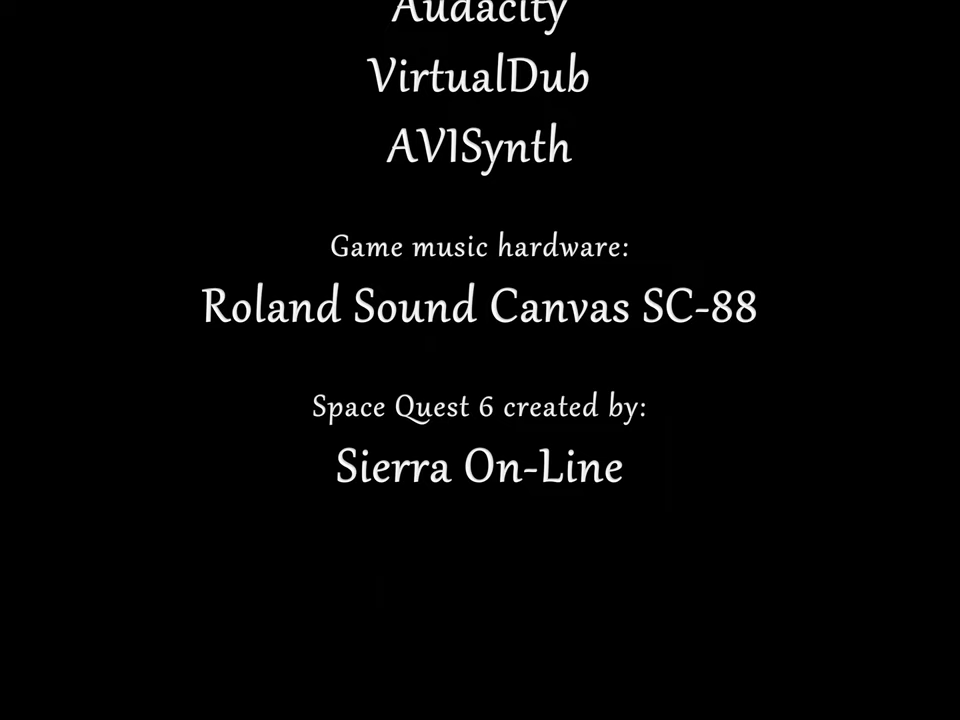 Audacity
VirtualDub
AVISynth
Game music hardware:
Roland Sound Canvas SC-88
Space Quest 6 created by:
Sierra On-Line